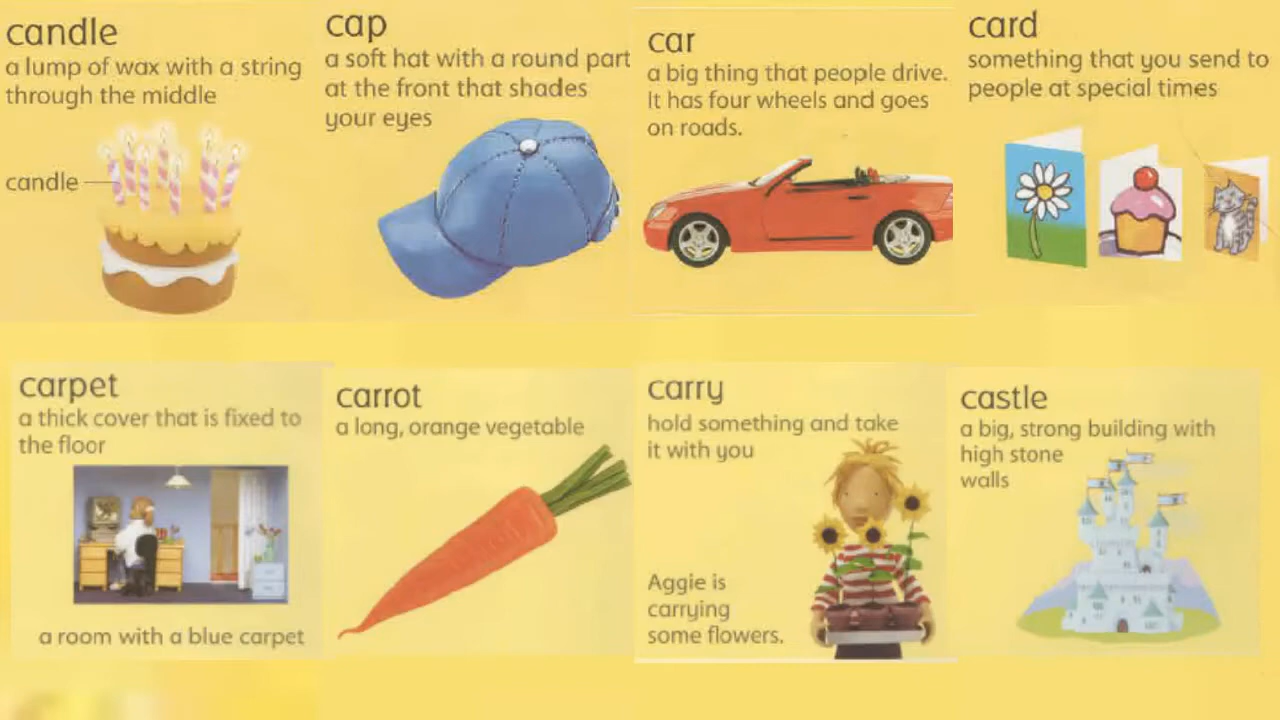 candle
a lump of wax with a string
through the middle
candle
cap
a soft hat with a round part
at the front that shades
your eyes
car
a big thing that people drive.
It has four wheels and goes
on roads.
card
something that you send to
people at special times
carpet
a thick cover that is fixed to
the floor
a room with a blue carpet
carrot
a long, orange vegetable
carry
hold something and take
it with you
Aggie is
carrying
some flowers.
castle
a big, strong building with
high stone
walls